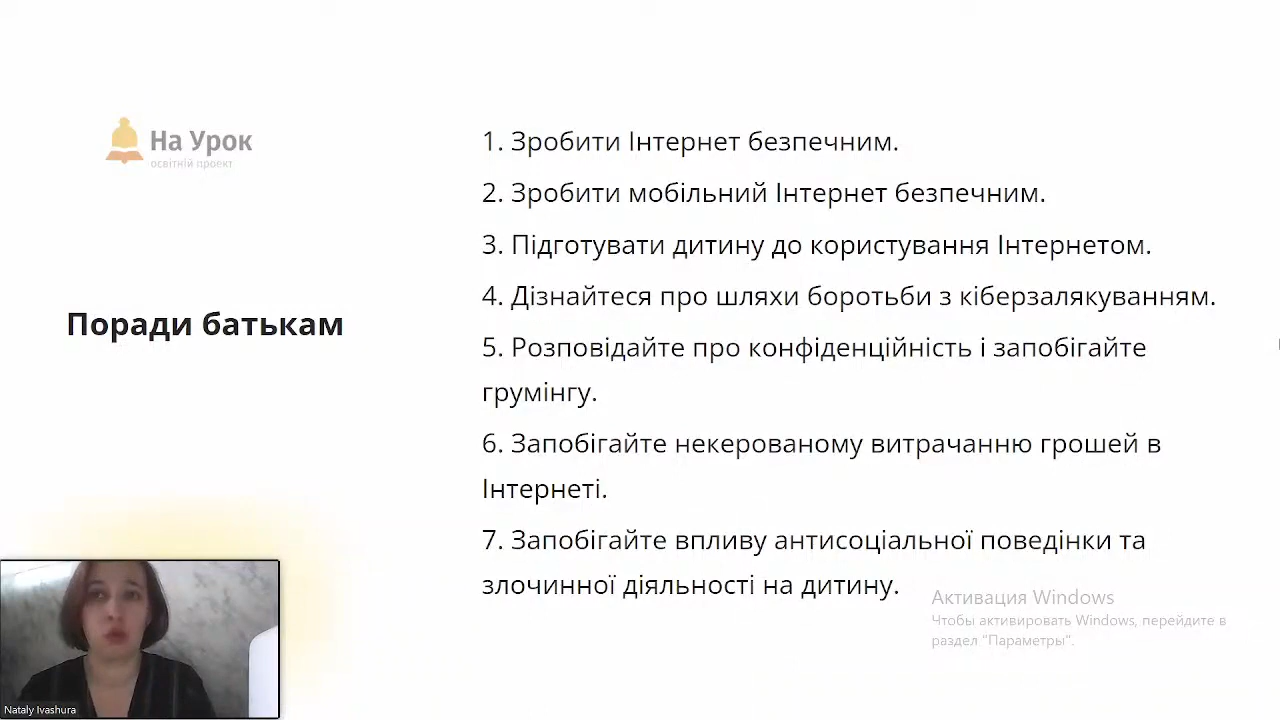 На Урок
освітній проект
Поради батькам
1. Зробити Інтернет безпечним.
2. Зробити мобільний Інтернет безпечним.
3. Підготувати дитину до користування Інтернетом.
4. Дізнайтеся про шляхи боротьби з кіберзалякуванням.
5. Розповідайте про конфіденційність і запобігайте
грумінгу.
6. Запобігайте некерованому витрачанню грошей в
Інтернеті.
7. Запобігайте впливу антисоціальної поведінки та
злочинної діяльності на дитину.
Активация Windows
Чтобы активировать Windows, перейдите в
раздел "Параметры".
Nataly Ivashura